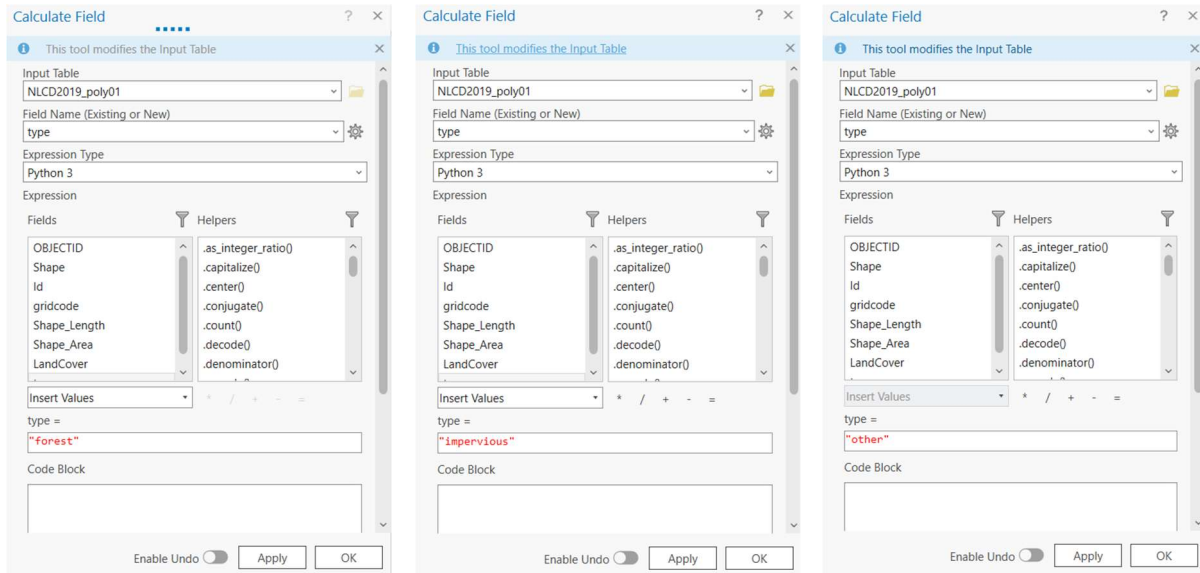 Calculate Field ? ×
This tool modifies the Input Table ×
Input Table
NLCD2019_poly01
Field Name (Existing or New)
type
Expression Type
Python 3
Expression
Fields
Helpers
OBJECTID
Shape
Id
gridcode
Shape_Length
Shape_Area
LandCover
.as_integer_ratio()
.capitalize()
.center()
.conjugate()
.count()
.decode()
.denominator()
Insert Values
* / + - =
type =
"forest"
Code Block
Enable Undo
Apply
OK
Calculate Field ? ×
This tool modifies the Input Table ×
Input Table
NLCD2019_poly01
Field Name (Existing or New)
type
Expression Type
Python 3
Expression
Fields
Helpers
OBJECTID
Shape
Id
gridcode
Shape_Length
Shape_Area
LandCover
.as_integer_ratio()
.capitalize()
.center()
.conjugate()
.count()
.decode()
.denominator()
Insert Values
* / + - =
type =
"impervious"
Code Block
Enable Undo
Apply
OK
Calculate Field ? ×
This tool modifies the Input Table ×
Input Table
NLCD2019_poly01
Field Name (Existing or New)
type
Expression Type
Python 3
Expression
Fields
Helpers
OBJECTID
Shape
Id
gridcode
Shape_Length
Shape_Area
LandCover
.as_integer_ratio()
.capitalize()
.center()
.conjugate()
.count()
.decode()
.denominator()
Insert Values
* / + - =
type =
"other"
Code Block
Enable Undo
Apply
OK